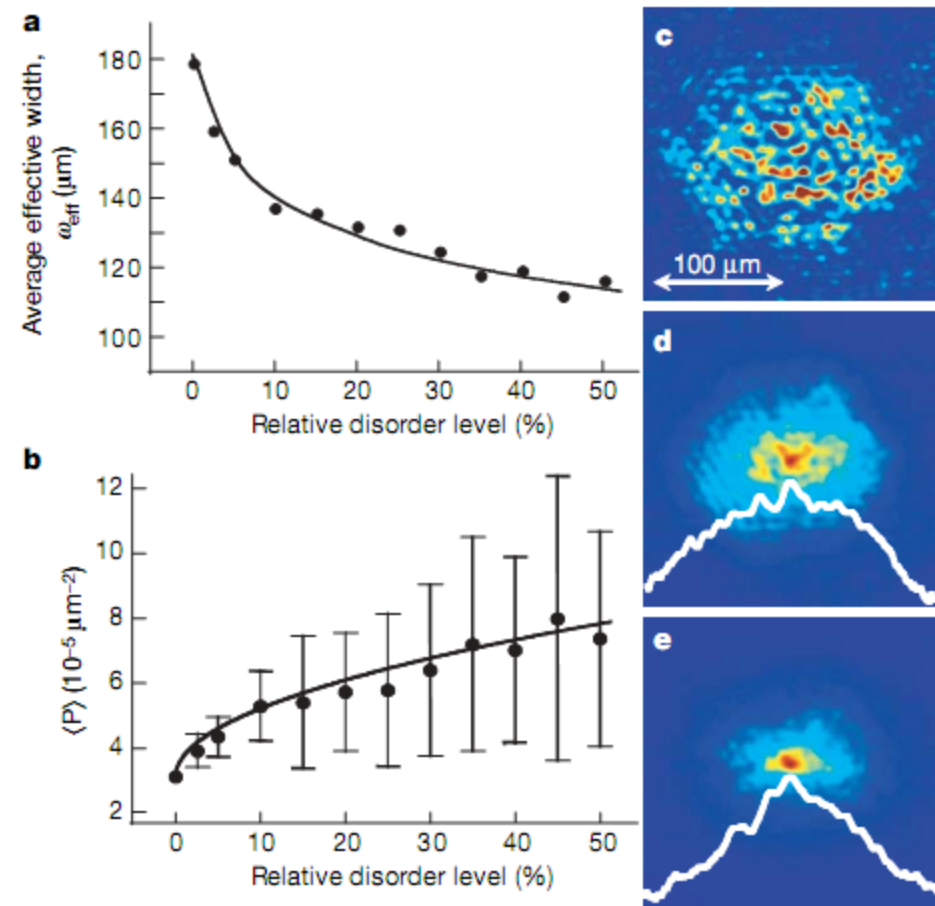 a
Average effective width,
ω_eff (μm)
180
160
140
120
100
0 10 20 30 40 50
Relative disorder level (%)
b
⟨P⟩ (10⁻⁵ μm⁻²)
12
10
8
6
4
2
0 10 20 30 40 50
Relative disorder level (%)
c
100 μm
d
e